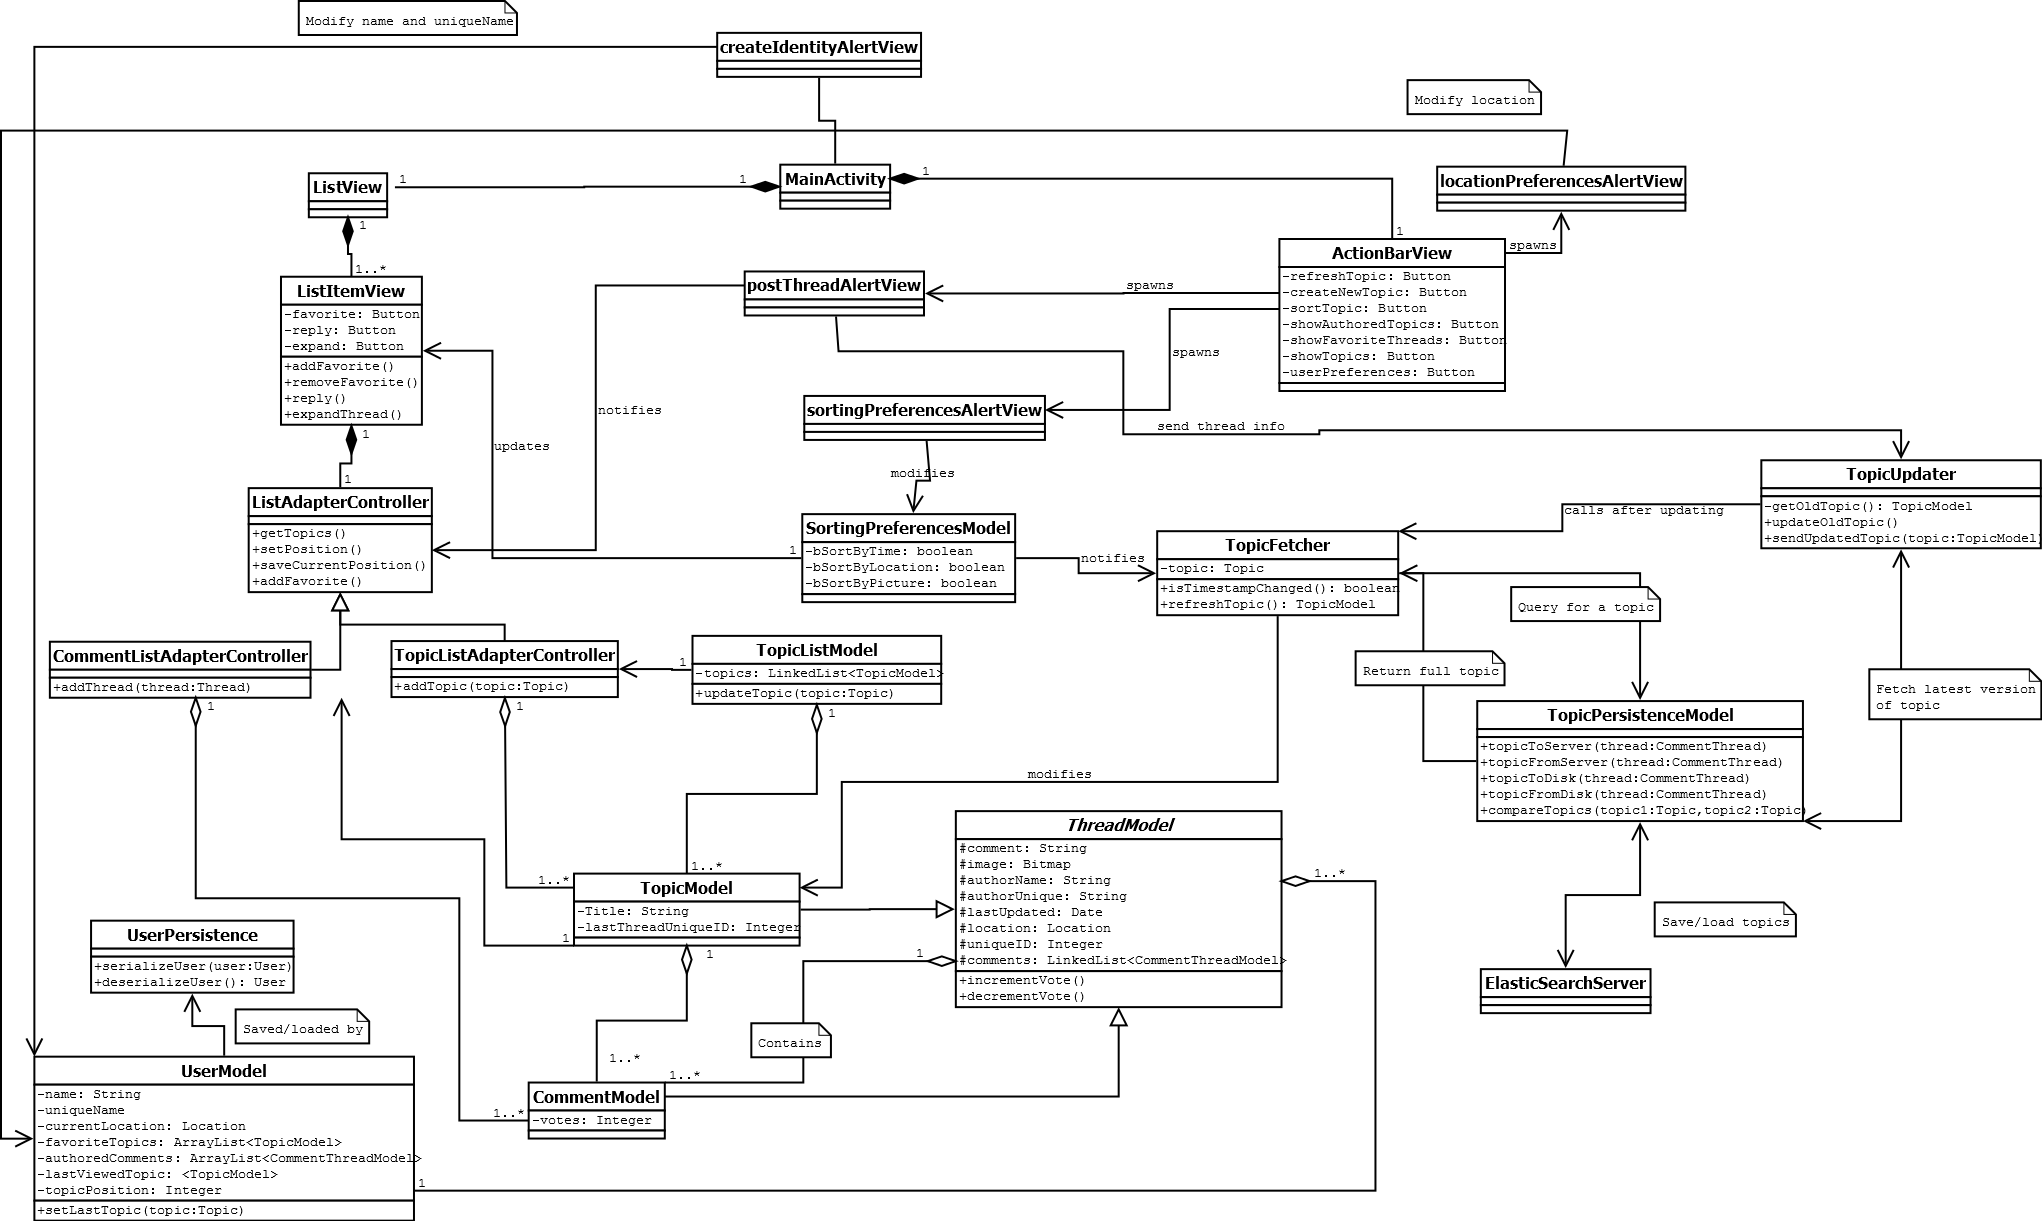 Modify name and uniqueName
createIdentityAlertView
Modify location
ListView
1
1
MainActivity
1
locationPreferencesAlertView
1
1..*
1
spawns
ActionBarView
-refreshTopic: Button
-createNewTopic: Button
-sortTopic: Button
-showAuthoredTopics: Button
-showFavoriteThreads: Button
-showTopics: Button
-userPreferences: Button
ListItemView
-favorite: Button
-reply: Button
-expand: Button
+addFavorite()
+removeFavorite()
+reply()
+expandThread()
postThreadAlertView
spawns
spawns
notifies
updates
sortingPreferencesAlertView
send thread info
modifies
1
1
ListAdapterController
+getTopics()
+setPosition()
+saveCurrentPosition()
+addFavorite()
SortingPreferencesModel
-bSortByTime: boolean
-bSortByLocation: boolean
-bSortByPicture: boolean
1
notifies
TopicFetcher
-topic: Topic
+isTimestampChanged(): boolean
+refreshTopic(): TopicModel
calls after updating
TopicUpdater
-getOldTopic(): TopicModel
+updateOldTopic()
+sendUpdatedTopic(topic:TopicModel)
Query for a topic
Return full topic
Fetch latest version
of topic
CommentListAdapterController
+addThread(thread:Thread)
1
TopicListAdapterController
+addTopic(topic:Topic)
1
1
TopicListModel
-topics: LinkedList<TopicModel>
+updateTopic(topic:Topic)
1
TopicPersistenceModel
+topicToServer(thread:CommentThread)
+topicFromServer(thread:CommentThread)
+topicToDisk(thread:CommentThread)
+topicFromDisk(thread:CommentThread)
+compareTopics(topic1:Topic,topic2:Topic)
modifies
ThreadModel
#comment: String
#image: Bitmap
#authorName: String
#authorUnique: String
#lastUpdated: Date
#location: Location
#uniqueID: Integer
#comments: LinkedList<CommentThreadModel>
+incrementVote()
+decrementVote()
1..*
1
1..*
1..*
TopicModel
-Title: String
-lastThreadUniqueID: Integer
1
1
Save/load topics
ElasticSearchServer
UserPersistence
+serializeUser(user:User)
+deserializeUser(): User
Saved/loaded by
Contains
1..*
1..*
1..*
CommentModel
-votes: Integer
UserModel
-name: String
-uniqueName
-currentLocation: Location
-favoriteTopics: ArrayList<TopicModel>
-authoredComments: ArrayList<CommentThreadModel>
-lastViewedTopic: <TopicModel>
-topicPosition: Integer
+setLastTopic(topic:Topic)
1